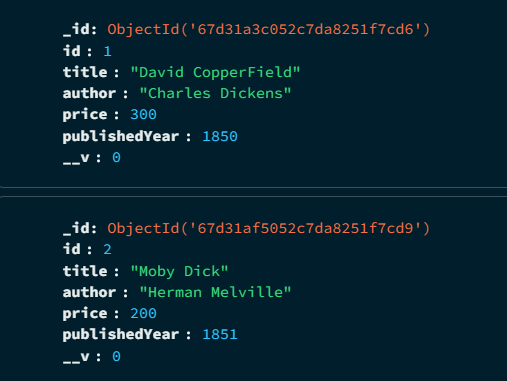 _id: ObjectId('67d31a3c052c7da8251f7cd6')
id : 1
title : "David CopperField"
author : "Charles Dickens"
price : 300
publishedYear : 1850
__v : 0
_id: ObjectId('67d31af5052c7da8251f7cd9')
id : 2
title : "Moby Dick"
author : "Herman Melville"
price : 200
publishedYear : 1851
__v : 0